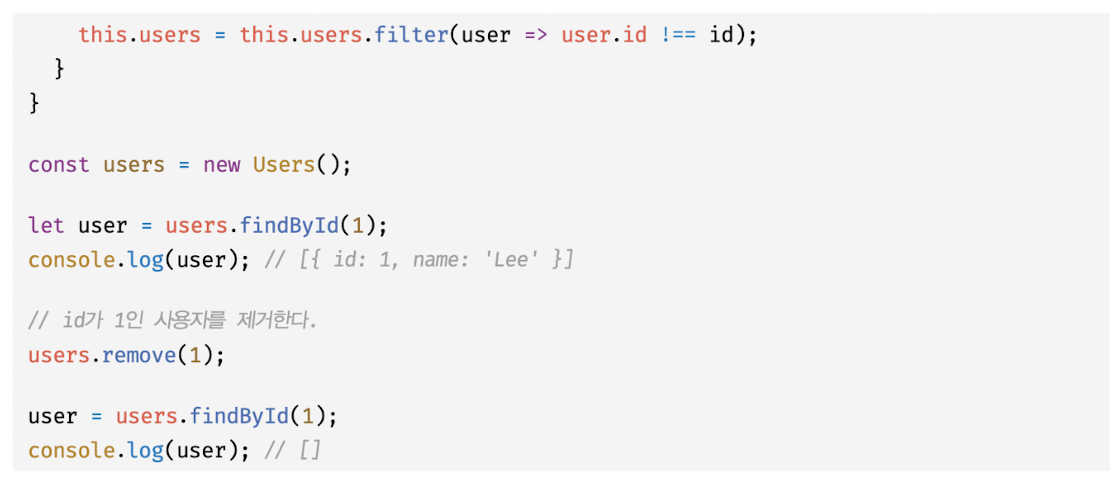 this.users = this.users.filter(user => user.id !== id);
  }
}
const users = new Users();
let user = users.findById(1);
console.log(user); // [{ id: 1, name: 'Lee' }]
// id가 1인 사용자를 제거한다.
users.remove(1);
user = users.findById(1);
console.log(user); // []